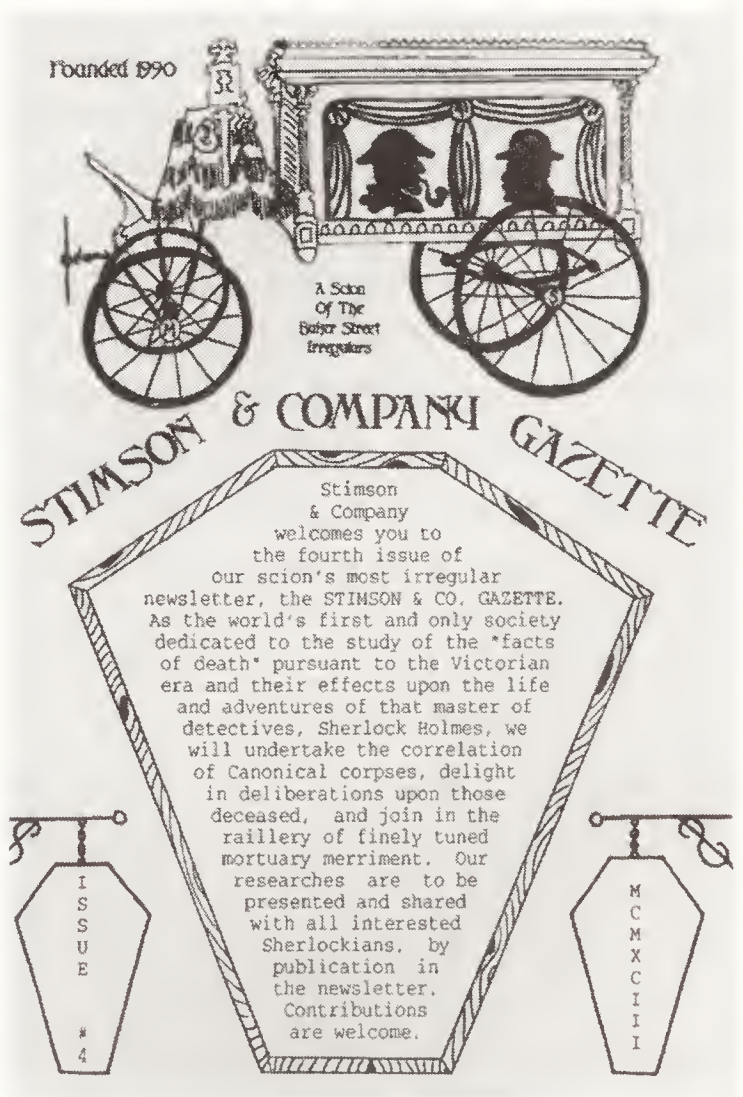 Founded 1990
A Scion
Of The
Baker Street
Irregulars
STIMSON & COMPANY GAZETTE
Stimson
& Company
welcomes you to
the fourth issue of
our scion's most irregular
newsletter, the STIMSON & CO. GAZETTE.
As the world's first and only society
dedicated to the study of the "facts
of death" pursuant to the Victorian
era and their effects upon the life
and adventures of that master of
detectives, Sherlock Holmes, we
will undertake the correlation
of Canonical corpses, delight
in deliberations upon those
deceased, and join in the
raillery of finely tuned
mortuary merriment. Our
researches are to be
presented and shared
with all interested
Sherlockians, by
publication in
the newsletter.
Contributions
are welcome.
ISSUE #4
MCMXCIII